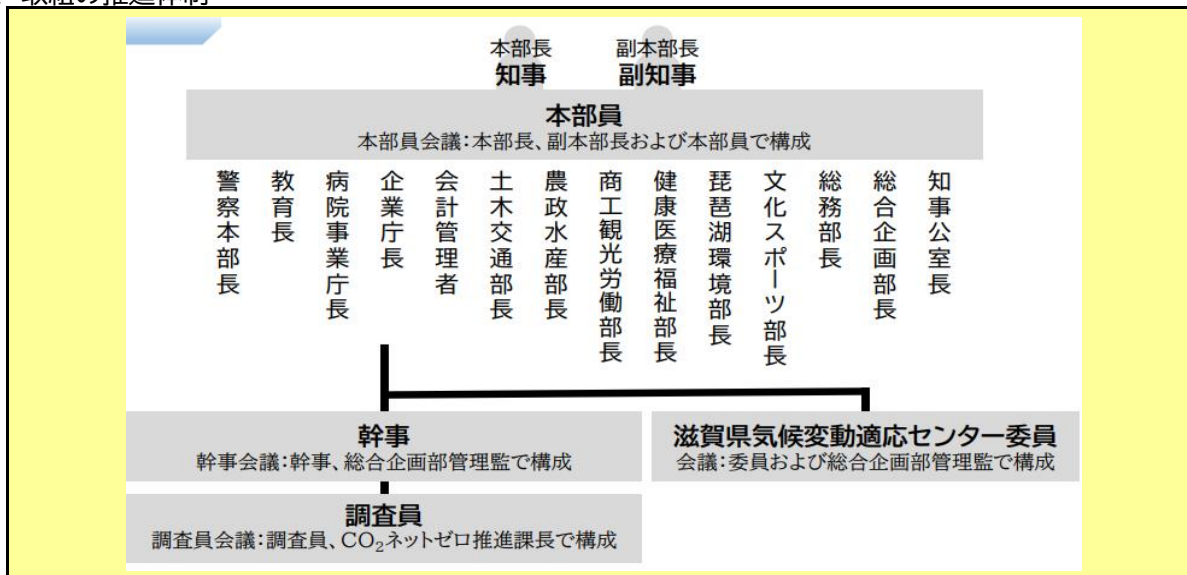 取組の推進体制
本部長
知事
副本部長
副知事
本部員
本部員会議:本部長、副本部長および本部員で構成
知事公室長
総合企画部長
総務部長
文化スポーツ部長
琵琶湖環境部長
健康医療福祉部長
商工観光労働部長
農政水産部長
土木交通部長
会計管理者
企業庁長
病院事業庁長
教育長
警察本部長
幹事
幹事会議:幹事、総合企画部管理監で構成
滋賀県気候変動適応センター委員
会議:委員および総合企画部管理監で構成
調査員
調査員会議:調査員、CO₂ネットゼロ推進課長で構成